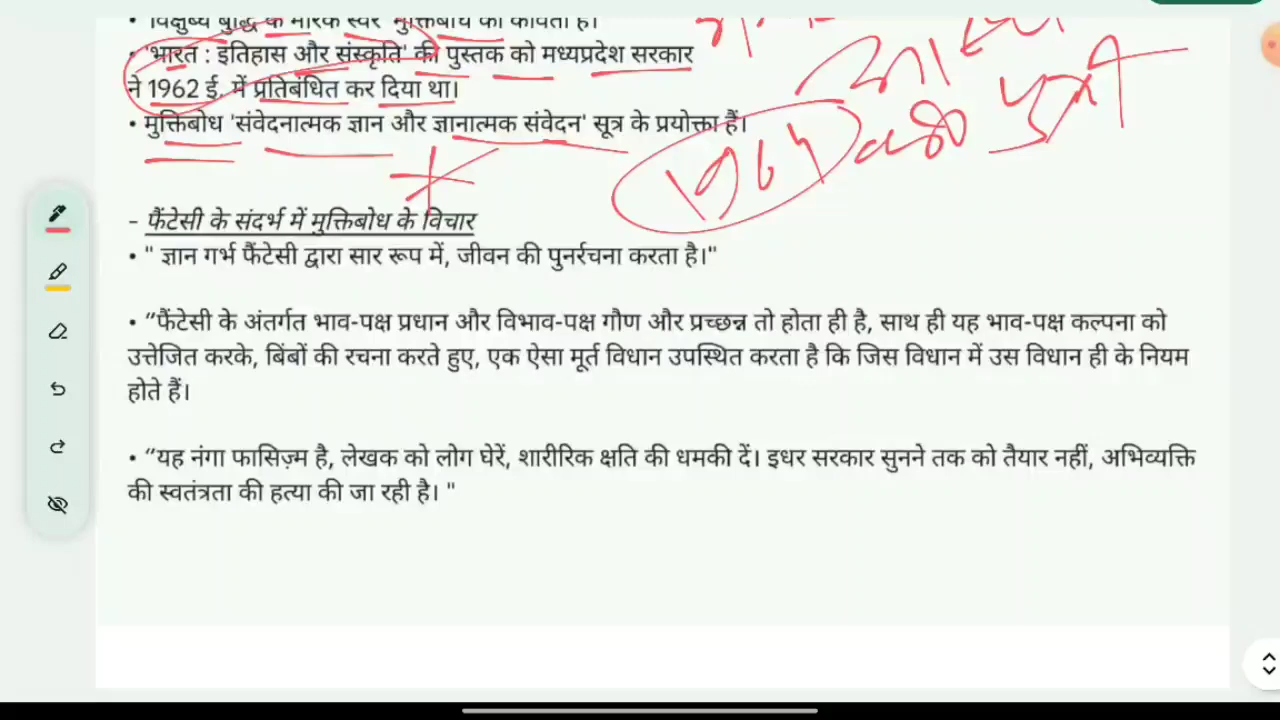 • विक्षुब्ध बुद्धि के मारक स्वर मुक्तिबोध की कविता है।
• 'भारत : इतिहास और संस्कृति' की पुस्तक को मध्यप्रदेश सरकार
ने 1962 ई. में प्रतिबंधित कर दिया था।
• मुक्तिबोध 'संवेदनात्मक ज्ञान और ज्ञानात्मक संवेदन' सूत्र के प्रयोक्ता हैं।
- फैंटेसी के संदर्भ में मुक्तिबोध के विचार
• " ज्ञान गर्भ फैंटेसी द्वारा सार रूप में, जीवन की पुनर्रचना करता है।"
• “फैंटेसी के अंतर्गत भाव-पक्ष प्रधान और विभाव-पक्ष गौण और प्रच्छन्न तो होता ही है, साथ ही यह भाव-पक्ष कल्पना को
उत्तेजित करके, बिंबों की रचना करते हुए, एक ऐसा मूर्त विधान उपस्थित करता है कि जिस विधान में उस विधान ही के नियम
होते हैं।
• “यह नंगा फासिज़्म है, लेखक को लोग घेरें, शारीरिक क्षति की धमकी दें। इधर सरकार सुनने तक को तैयार नहीं, अभिव्यक्ति
की स्वतंत्रता की हत्या की जा रही है। "